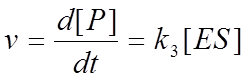 v = d[P]/dt = k₃[ES]